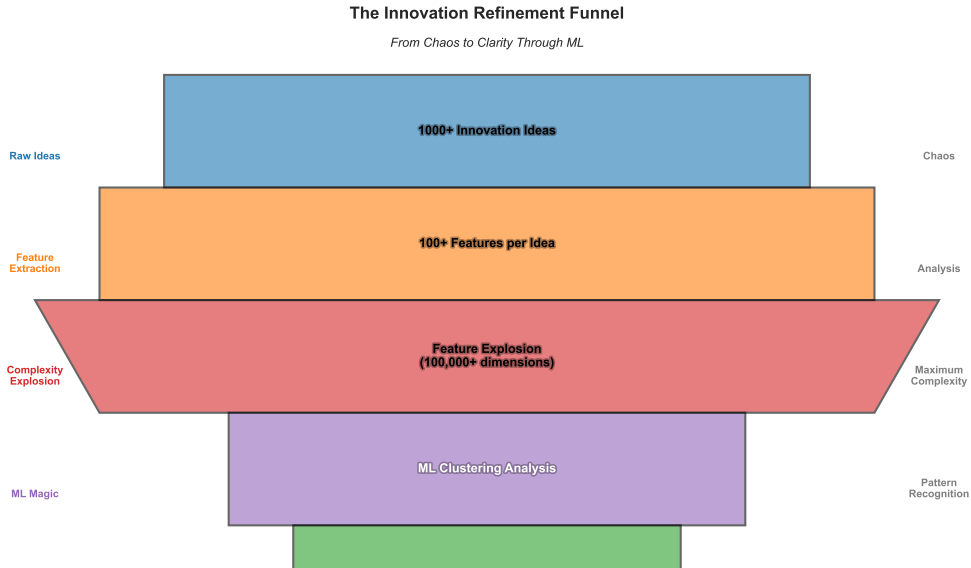 The Innovation Refinement Funnel
From Chaos to Clarity Through ML
1000+ Innovation Ideas
Raw Ideas
Chaos
100+ Features per Idea
Feature
Extraction
Analysis
Feature Explosion
(100,000+ dimensions)
Complexity
Explosion
Maximum
Complexity
ML Clustering Analysis
ML Magic
Pattern
Recognition